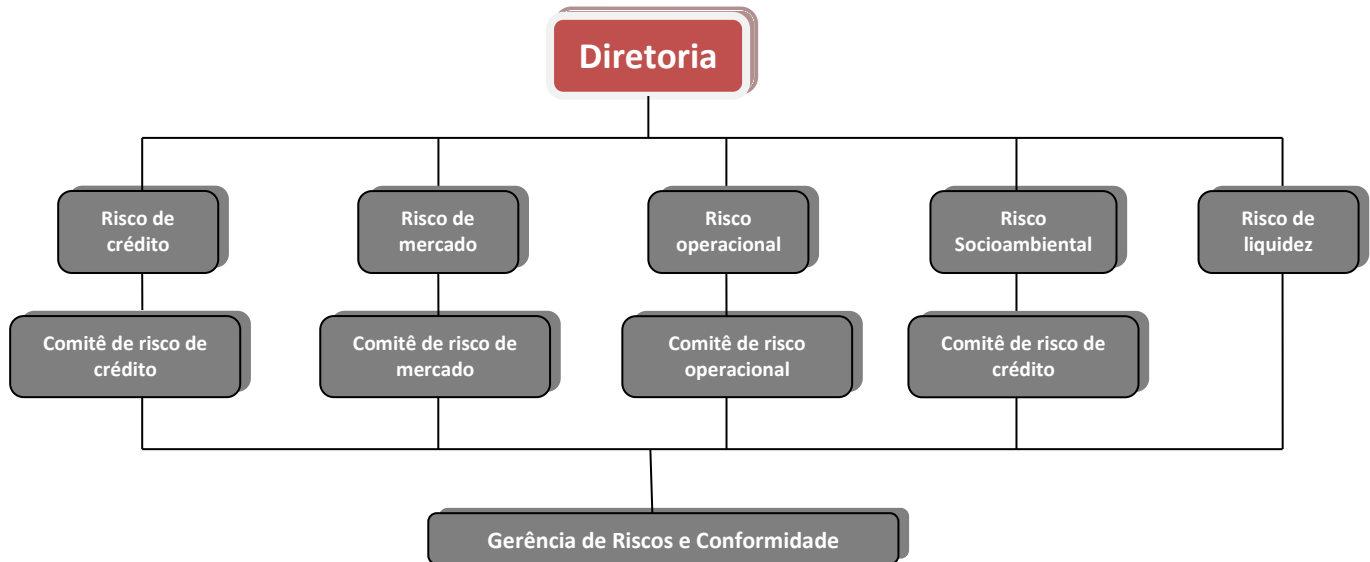 Diretoria
Risco de
crédito
Risco de
mercado
Risco
operacional
Risco
Socioambiental
Risco de
liquidez
Comitê de risco de
crédito
Comitê de risco de
mercado
Comitê de risco
operacional
Comitê de risco de
crédito
Gerência de Riscos e Conformidade